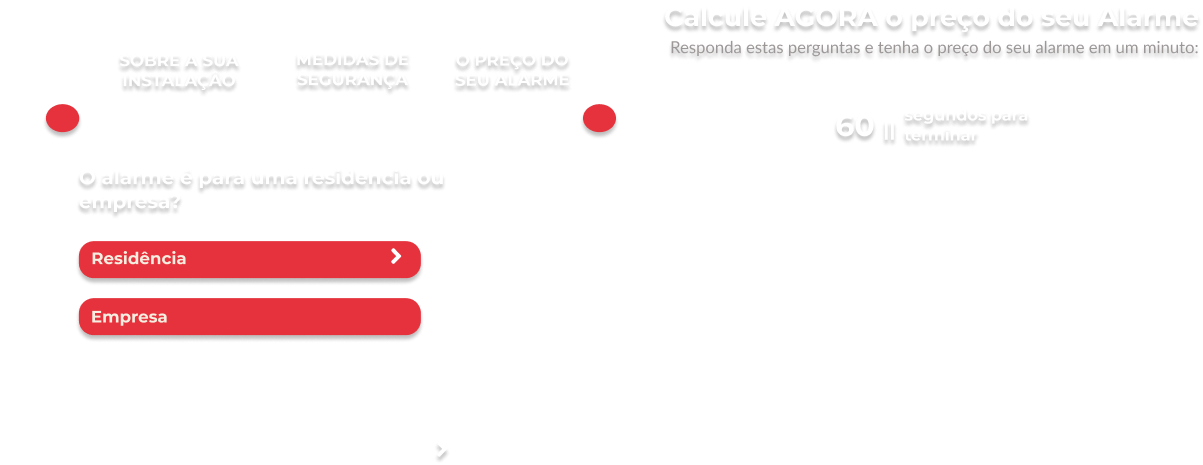 Calcule AGORA o preço do seu Alarme
Responda estas perguntas e tenha o preço do seu alarme em um minuto:
SOBRE A SUA
INSTALAÇÃO
MEDIDAS DE
SEGURANÇA
O PREÇO DO
SEU ALARME
60 segundos para
terminar
O alarme é para uma residência ou
empresa?
Residência
Empresa